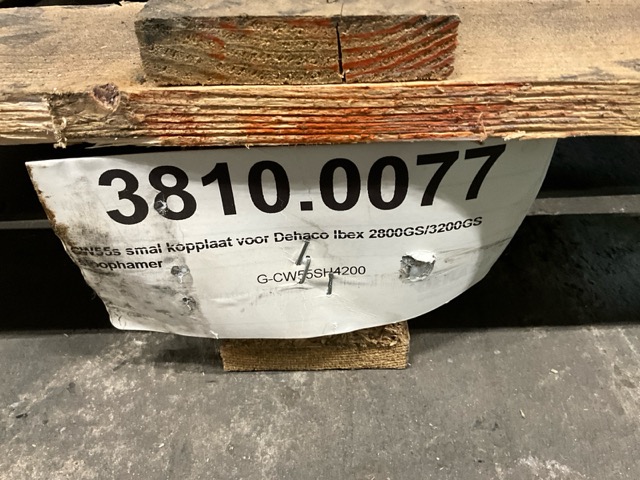 3810.0077
CW55s smal kopplaat voor Dehaco Ibex 2800GS/3200GS
G-CW55SH4200